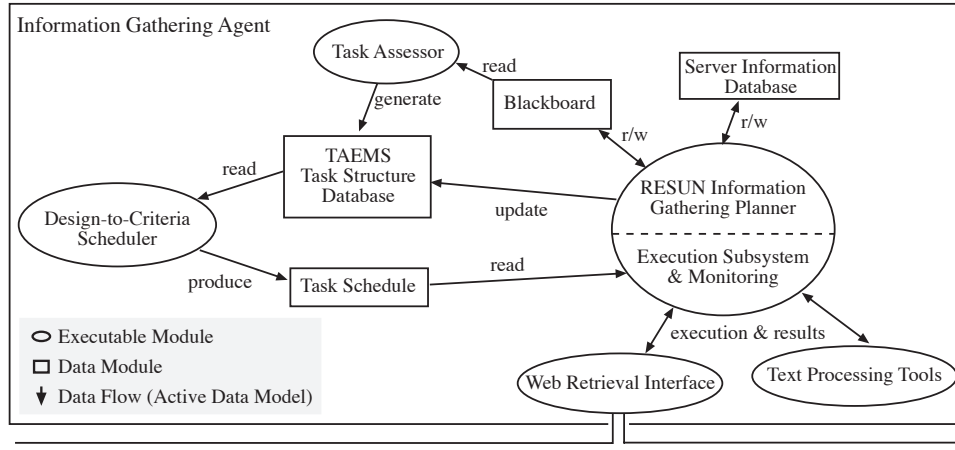 Information Gathering Agent
Task Assessor
read
Server Information
Database
generate
Blackboard
r/w
r/w
TAEMS
Task Structure
Database
read
RESUN Information
Gathering Planner
update
Design-to-Criteria
Scheduler
Execution Subsystem
& Monitoring
read
produce
Task Schedule
execution & results
Executable Module
Data Module
Data Flow (Active Data Model)
Web Retrieval Interface
Text Processing Tools